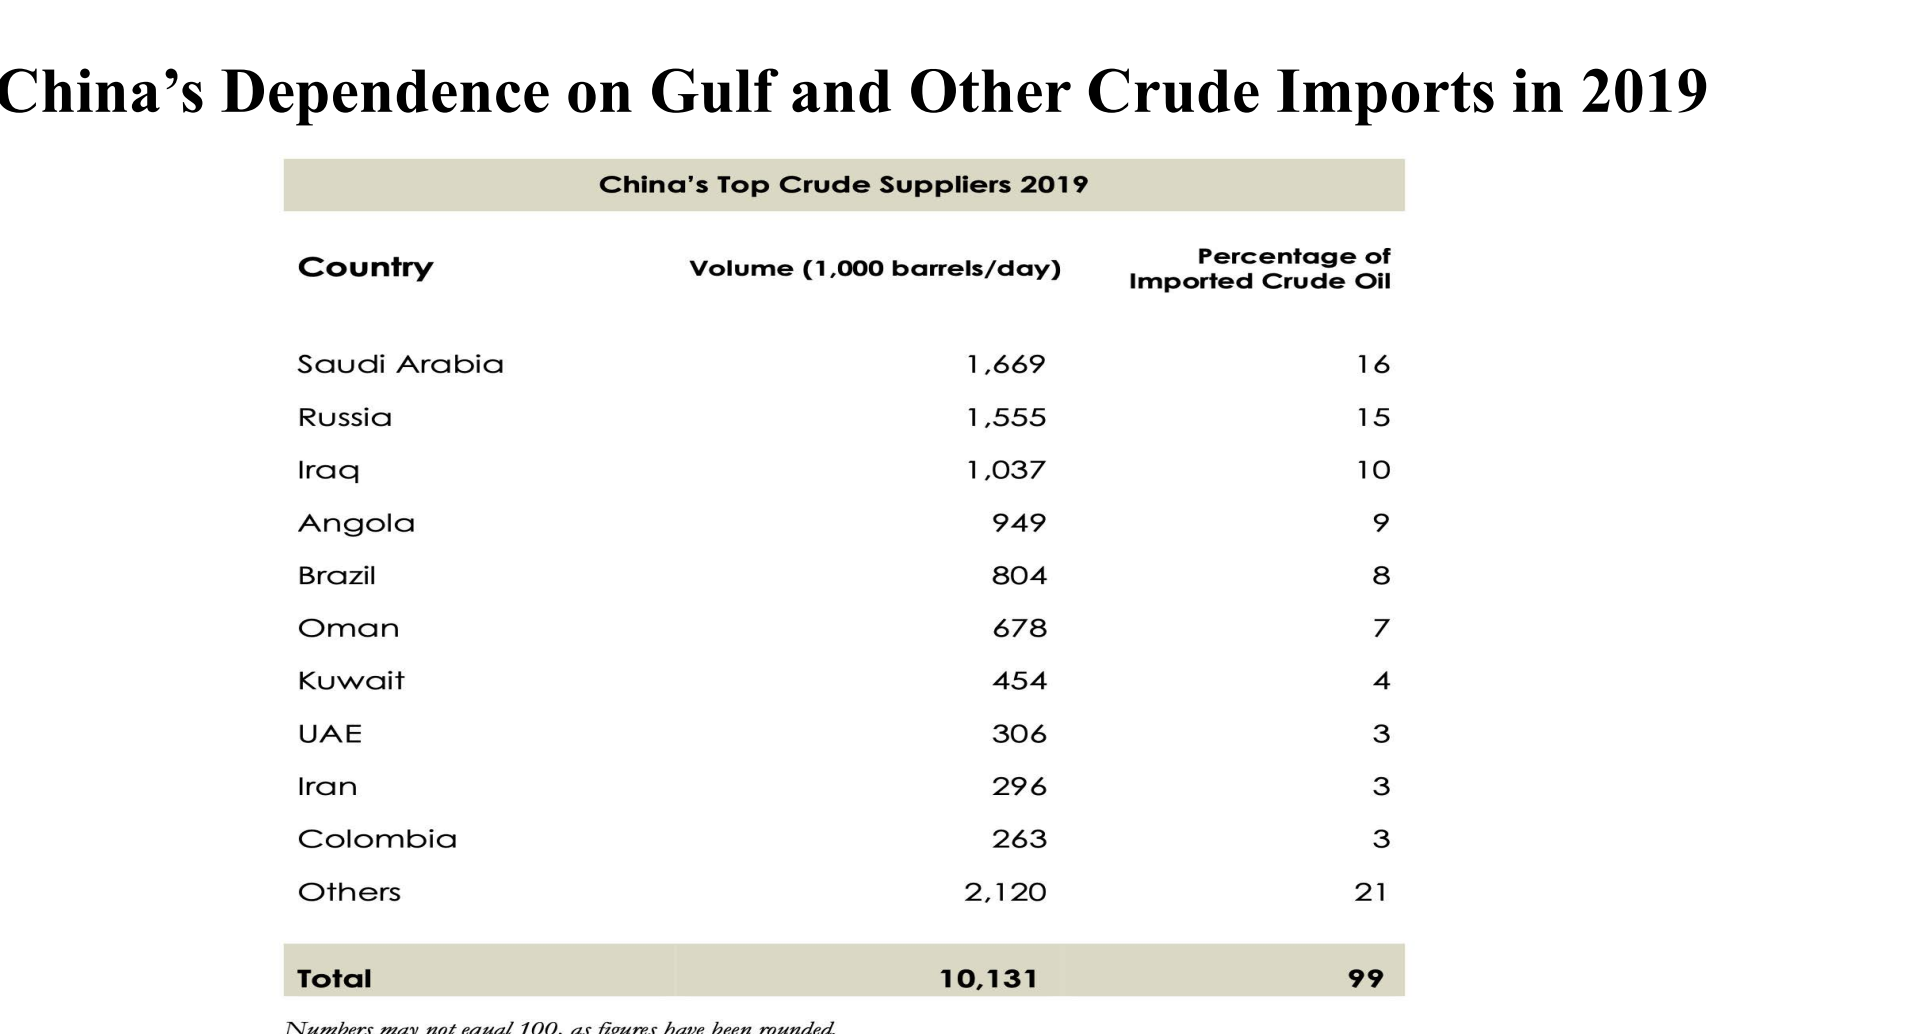 China’s Dependence on Gulf and Other Crude Imports in 2019
China’s Top Crude Suppliers 2019
Country Volume (1,000 barrels/day) Percentage of
Imported Crude Oil
Saudi Arabia 1,669 16
Russia 1,555 15
Iraq 1,037 10
Angola 949 9
Brazil 804 8
Oman 678 7
Kuwait 454 4
UAE 306 3
Iran 296 3
Colombia 263 3
Others 2,120 21
Total 10,131 99
Numbers may not equal 100, as figures have been rounded.